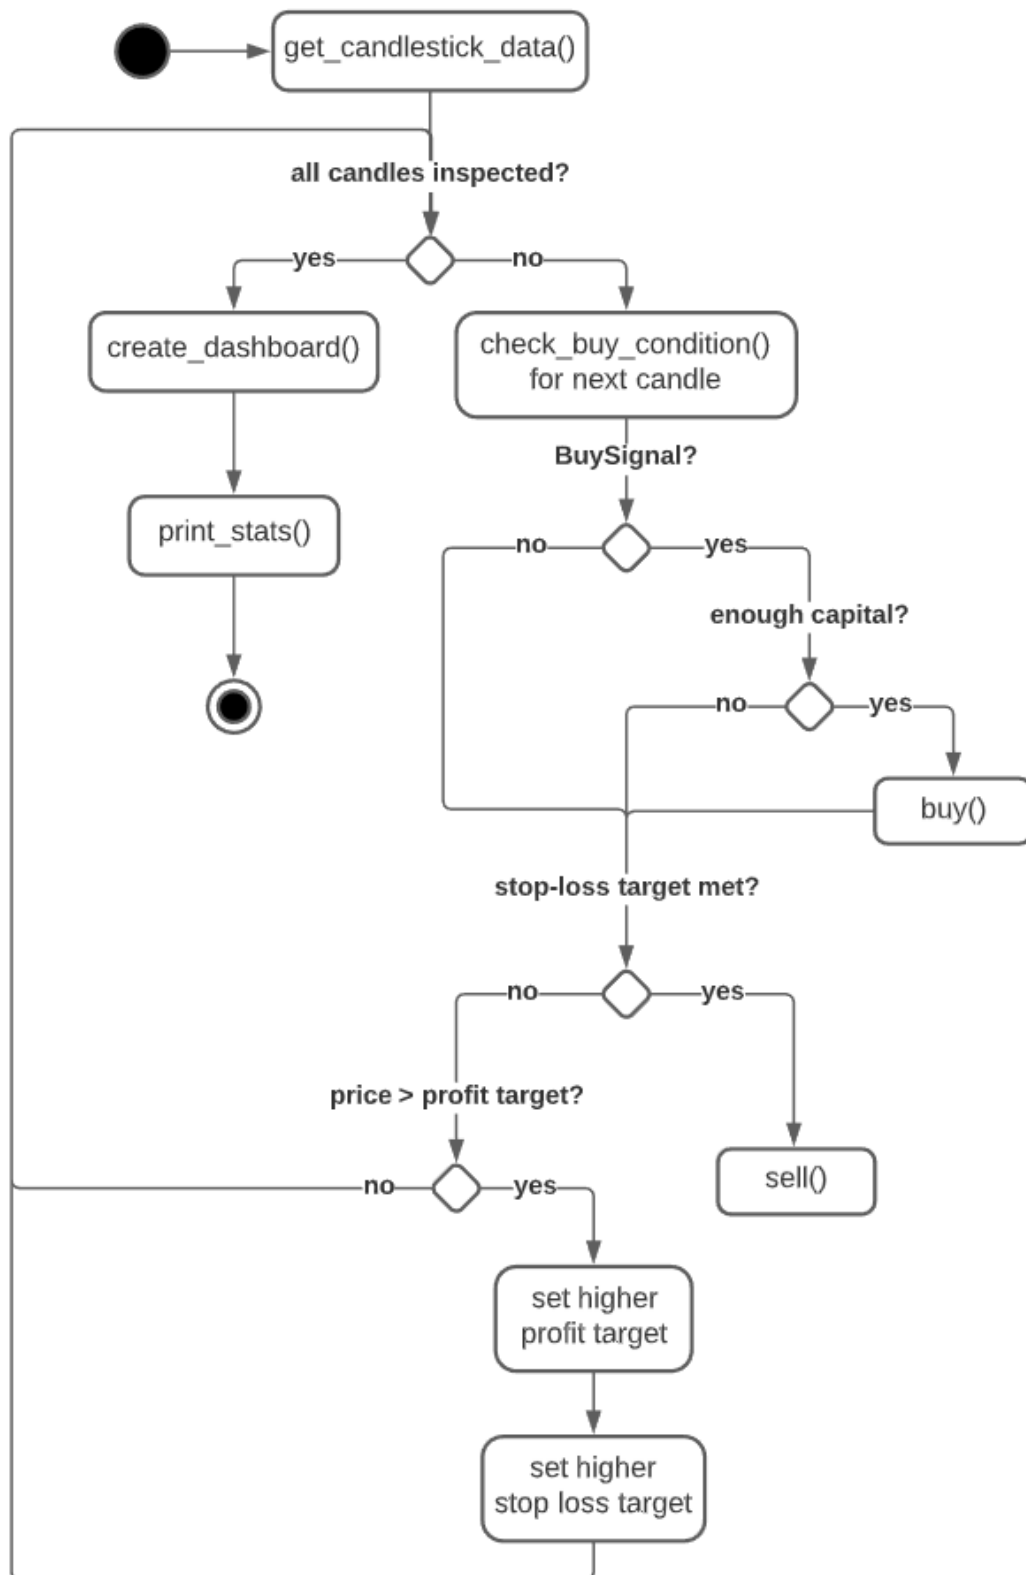 get_candlestick_data()
all candles inspected?
yes
no
create_dashboard()
check_buy_condition()
for next candle
BuySignal?
print_stats()
no
yes
enough capital?
no
yes
buy()
stop-loss target met?
no
yes
price > profit target?
no
yes
sell()
set higher
profit target
set higher
stop loss target